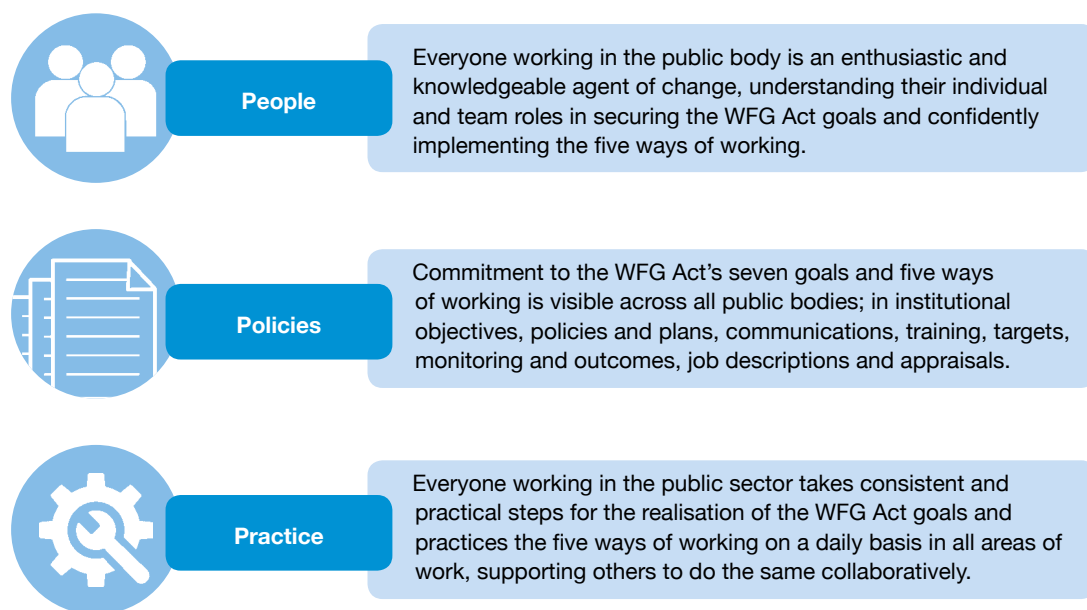 People
Everyone working in the public body is an enthusiastic and
knowledgeable agent of change, understanding their individual
and team roles in securing the WFG Act goals and confidently
implementing the five ways of working.
Policies
Commitment to the WFG Act’s seven goals and five ways
of working is visible across all public bodies; in institutional
objectives, policies and plans, communications, training, targets,
monitoring and outcomes, job descriptions and appraisals.
Practice
Everyone working in the public sector takes consistent and
practical steps for the realisation of the WFG Act goals and
practices the five ways of working on a daily basis in all areas of
work, supporting others to do the same collaboratively.